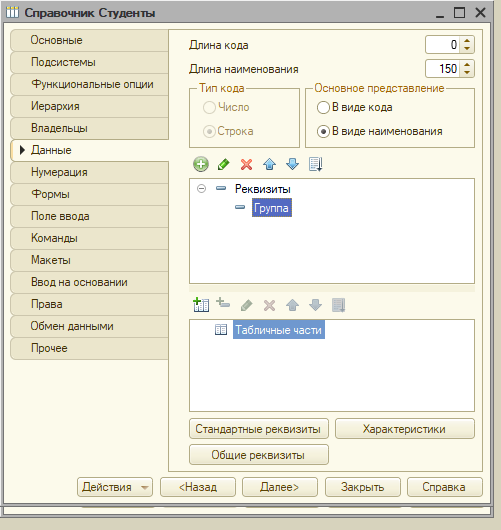 Справочник Студенты
Основные
Подсистемы
Функциональные опции
Иерархия
Владельцы
Данные
Нумерация
Формы
Поле ввода
Команды
Макеты
Ввод на основании
Права
Обмен данными
Прочее
Длина кода 0
Длина наименования 150
Тип кода
Число
Строка
Основное представление
В виде кода
В виде наименования
Реквизиты
Группа
Табличные части
Стандартные реквизиты Характеристики
Общие реквизиты
Действия <Назад Далее> Закрыть Справка